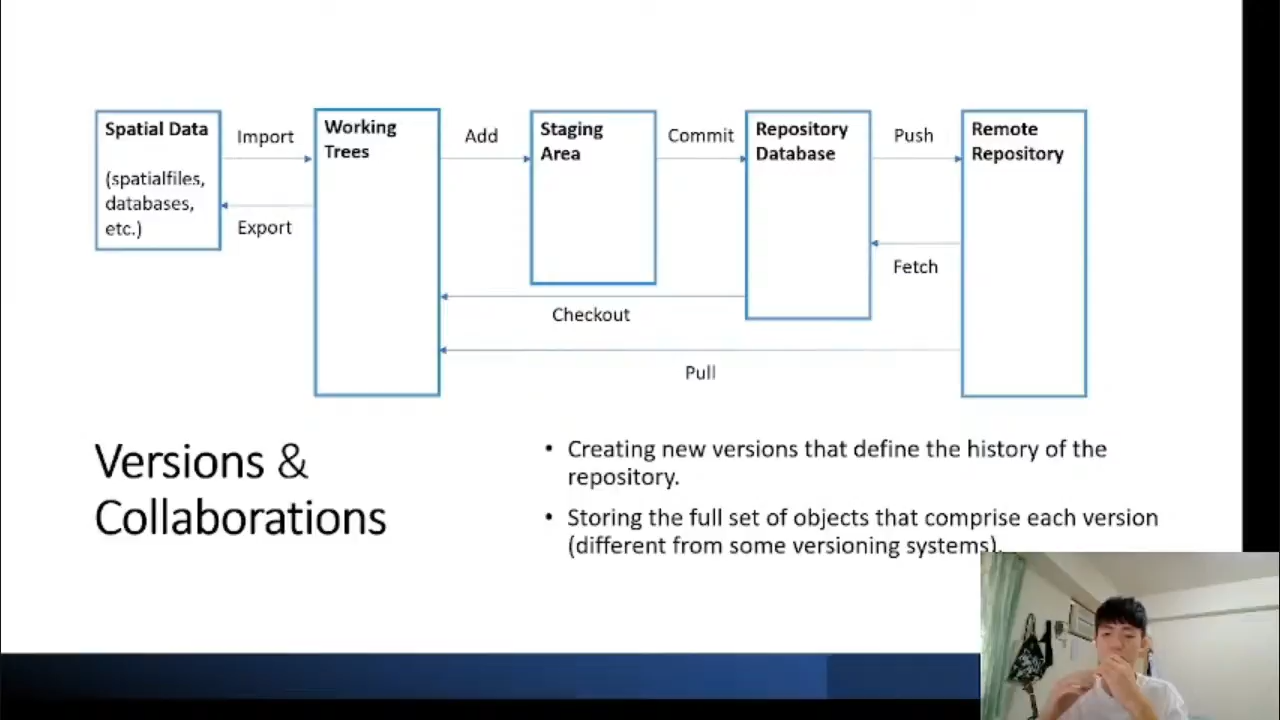 Spatial Data
(spatialfiles,
databases,
etc.)
Import
Export
Working
Trees
Add
Staging
Area
Commit
Repository
Database
Push
Fetch
Remote
Repository
Checkout
Pull
Versions &
Collaborations
• Creating new versions that define the history of the
repository.
• Storing the full set of objects that comprise each version
(different from some versioning systems).